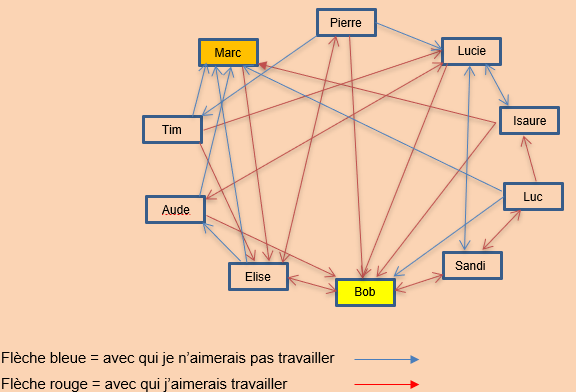 Pierre
Marc
Lucie
Tim
Isaure
Aude
Luc
Elise
Sandi
Bob
Flèche bleue = avec qui je n’aimerais pas travailler
Flèche rouge = avec qui j’aimerais travailler